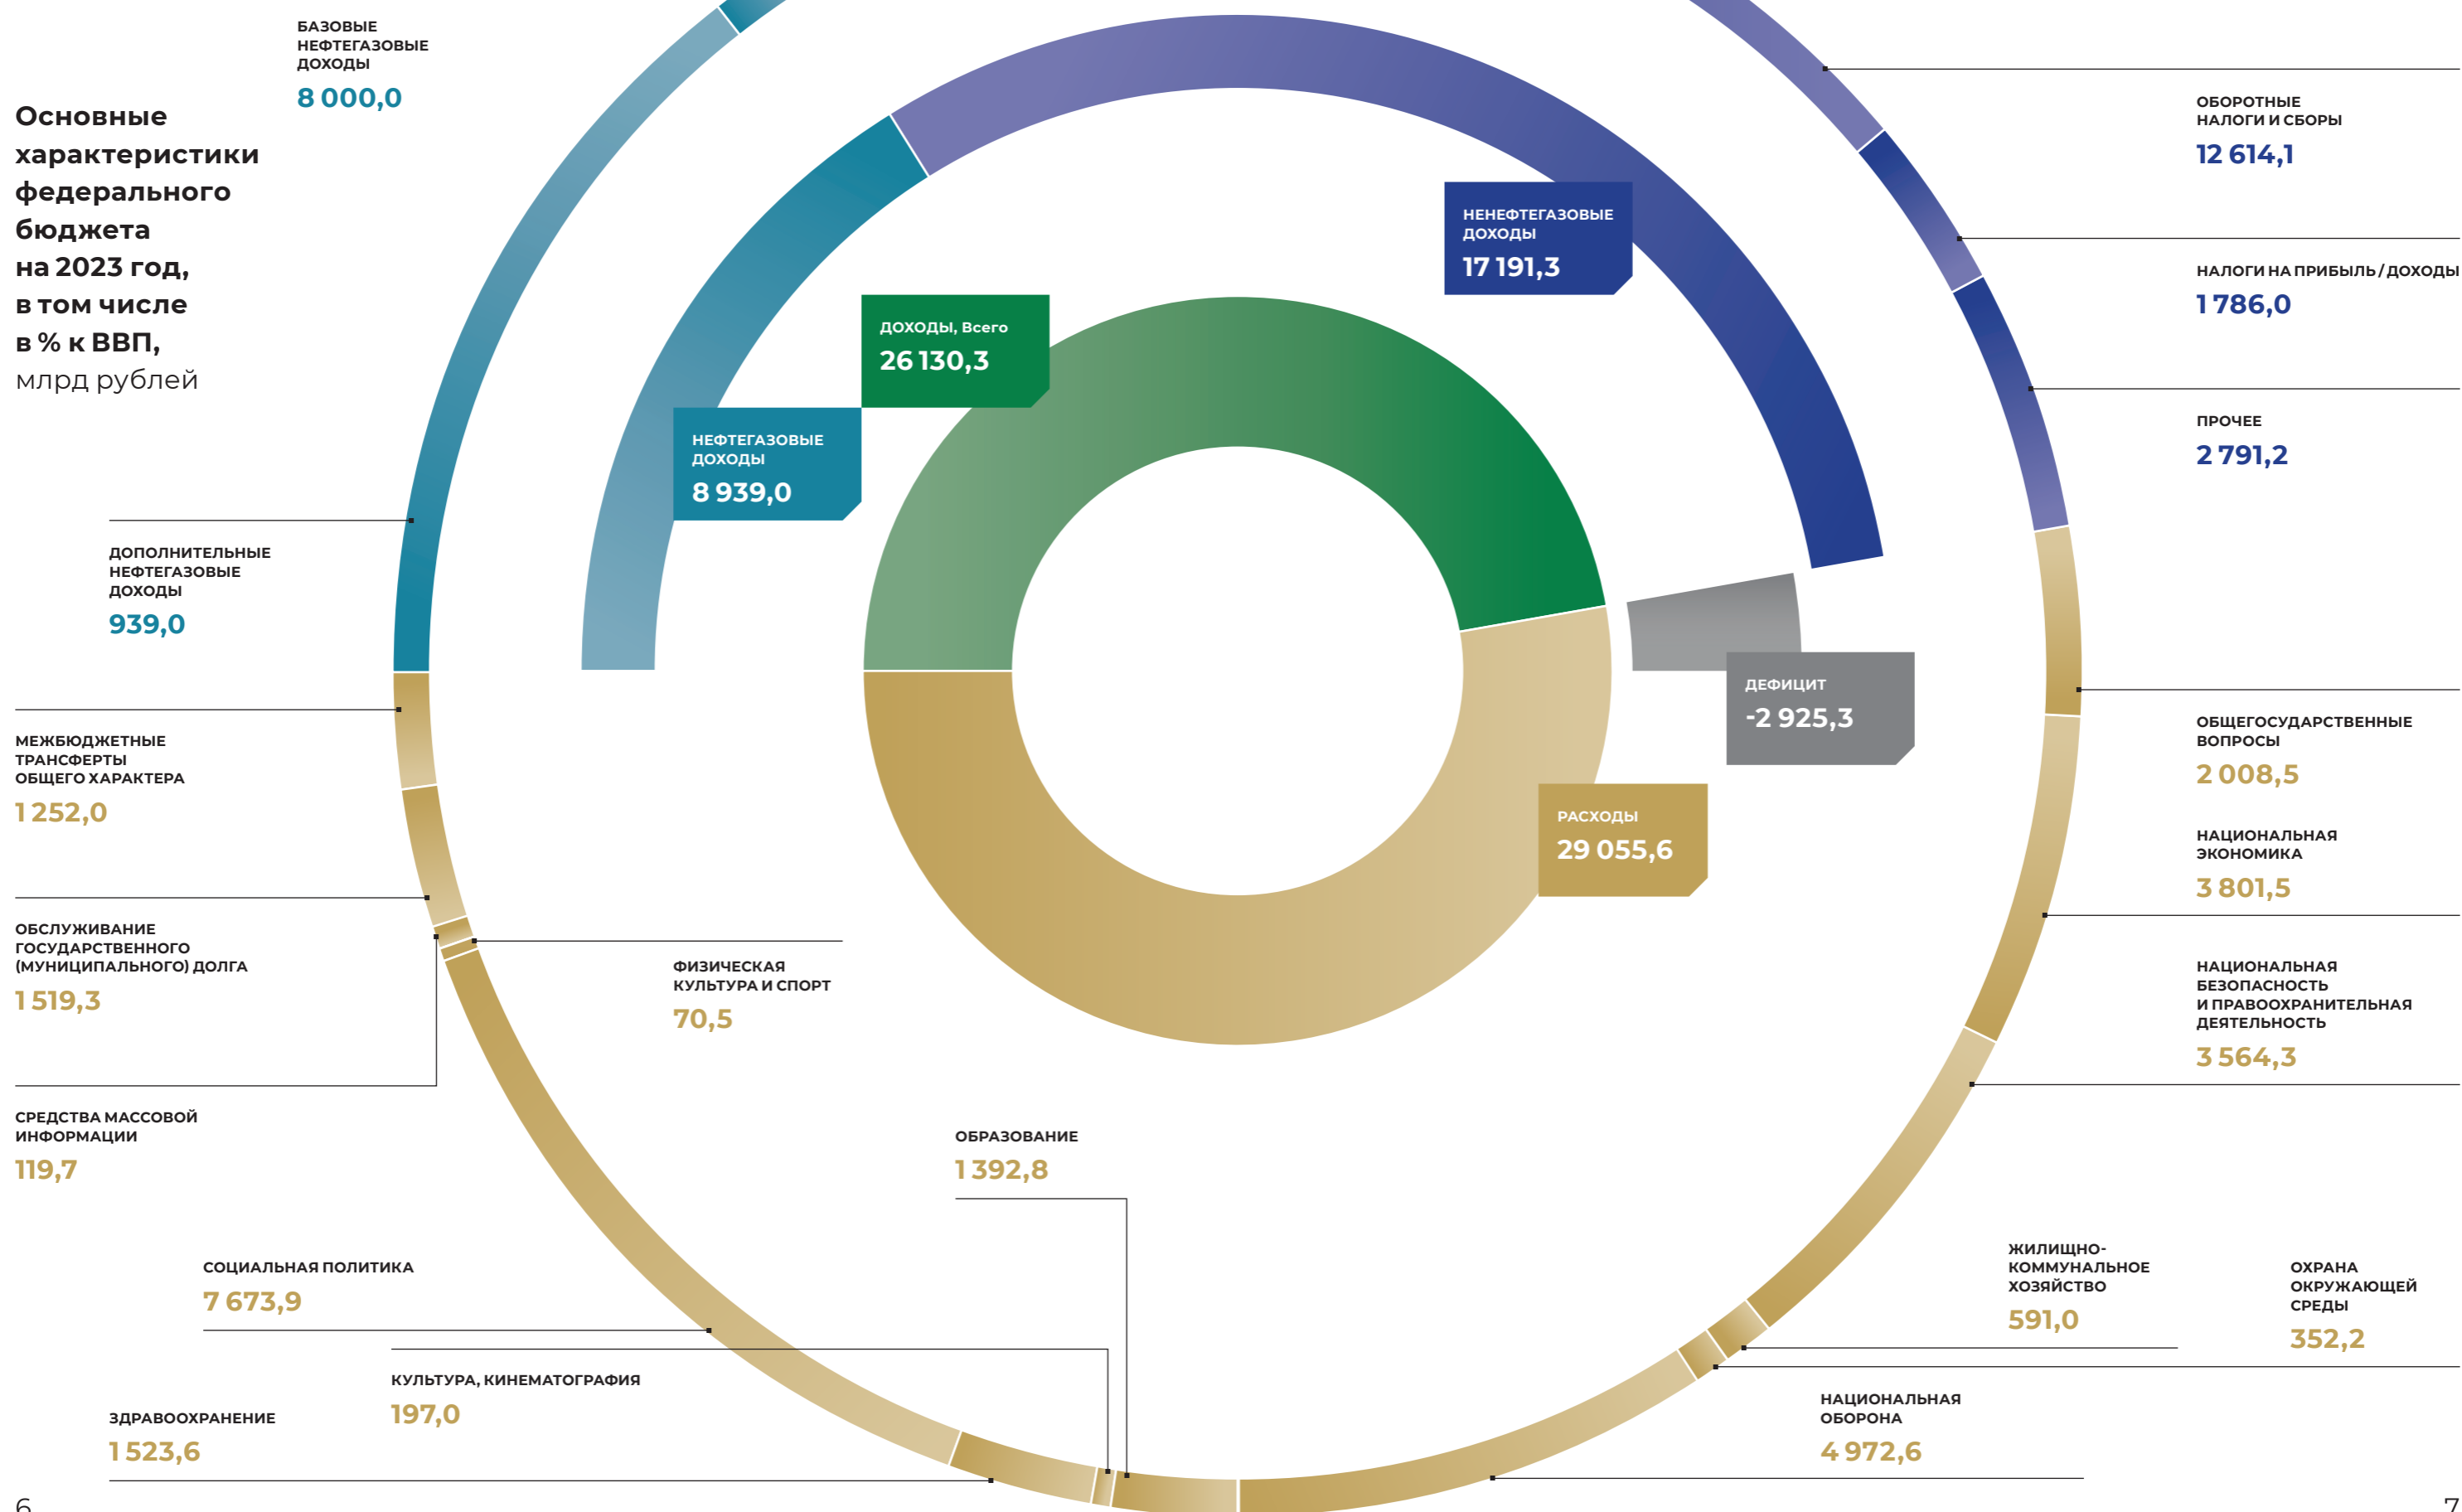 БАЗОВЫЕ
НЕФТЕГАЗОВЫЕ
ДОХОДЫ
8 000,0
Основные
характеристики
федерального
бюджета
на 2023 год,
в том числе
в % к ВВП,
млрд рублей
ОБОРОТНЫЕ
НАЛОГИ И СБОРЫ
12 614,1
НЕНЕФТЕГАЗОВЫЕ
ДОХОДЫ
17 191,3
НАЛОГИ НА ПРИБЫЛЬ / ДОХОДЫ
1 786,0
ДОХОДЫ, Всего
26 130,3
НЕФТЕГАЗОВЫЕ
ДОХОДЫ
8 939,0
ПРОЧЕЕ
2 791,2
ДОПОЛНИТЕЛЬНЫЕ
НЕФТЕГАЗОВЫЕ
ДОХОДЫ
939,0
ДЕФИЦИТ
-2 925,3
МЕЖБЮДЖЕТНЫЕ
ТРАНСФЕРТЫ
ОБЩЕГО ХАРАКТЕРА
1 252,0
ОБЩЕГОСУДАРСТВЕННЫЕ
ВОПРОСЫ
2 008,5
РАСХОДЫ
29 055,6
НАЦИОНАЛЬНАЯ
ЭКОНОМИКА
3 801,5
ОБСЛУЖИВАНИЕ
ГОСУДАРСТВЕННОГО
(МУНИЦИПАЛЬНОГО) ДОЛГА
1 519,3
ФИЗИЧЕСКАЯ
КУЛЬТУРА И СПОРТ
70,5
НАЦИОНАЛЬНАЯ
БЕЗОПАСНОСТЬ
И ПРАВООХРАНИТЕЛЬНАЯ
ДЕЯТЕЛЬНОСТЬ
3 564,3
СРЕДСТВА МАССОВОЙ
ИНФОРМАЦИИ
119,7
ОБРАЗОВАНИЕ
1 392,8
СОЦИАЛЬНАЯ ПОЛИТИКА
7 673,9
ЖИЛИЩНО-
КОММУНАЛЬНОЕ
ХОЗЯЙСТВО
591,0
ОХРАНА
ОКРУЖАЮЩЕЙ
СРЕДЫ
352,2
КУЛЬТУРА, КИНЕМАТОГРАФИЯ
197,0
ЗДРАВООХРАНЕНИЕ
1 523,6
НАЦИОНАЛЬНАЯ
ОБОРОНА
4 972,6
6
7